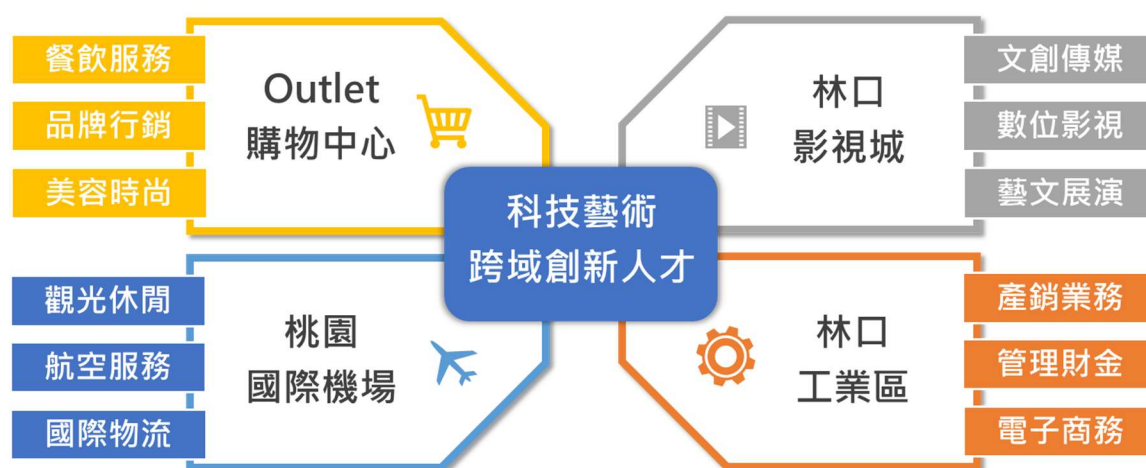 餐飲服務
品牌行銷
美容時尚
Outlet
購物中心
林口
影視城
文創傳媒
數位影視
藝文展演
科技藝術
跨域創新人才
觀光休閒
航空服務
國際物流
桃園
國際機場
林口
工業區
產銷業務
管理財金
電子商務